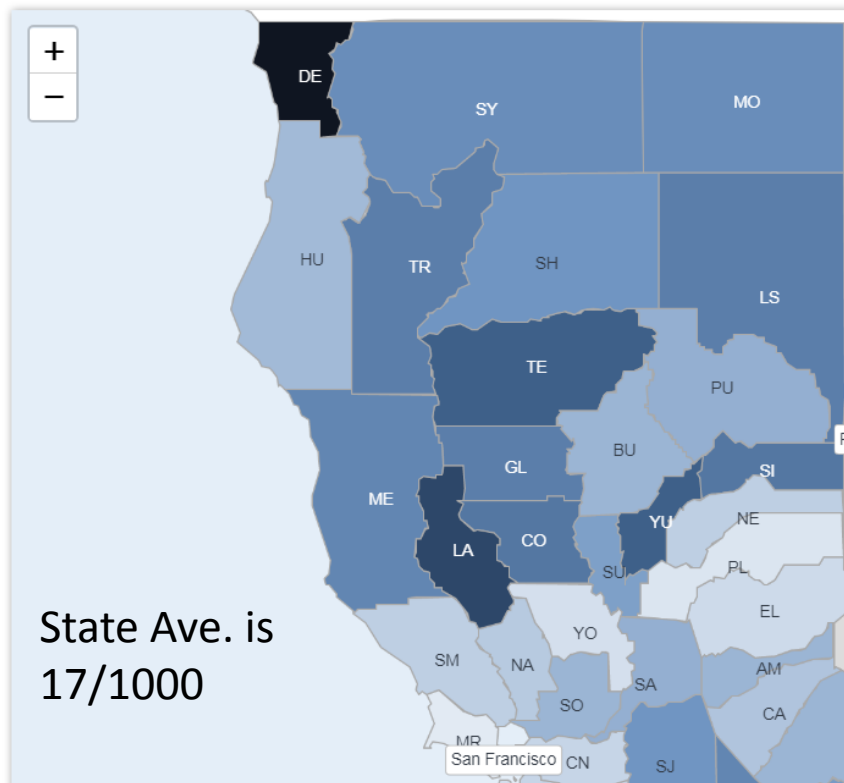 +
−
DE
SY
MO
HU
TR
SH
LS
TE
PU
BU
GL
SI
ME
LA
CO
YU
NE
SU
PL
EL
State Ave. is
17/1000
SM
NA
YO
AM
SA
SO
CA
MR
San Francisco
CN
SJ